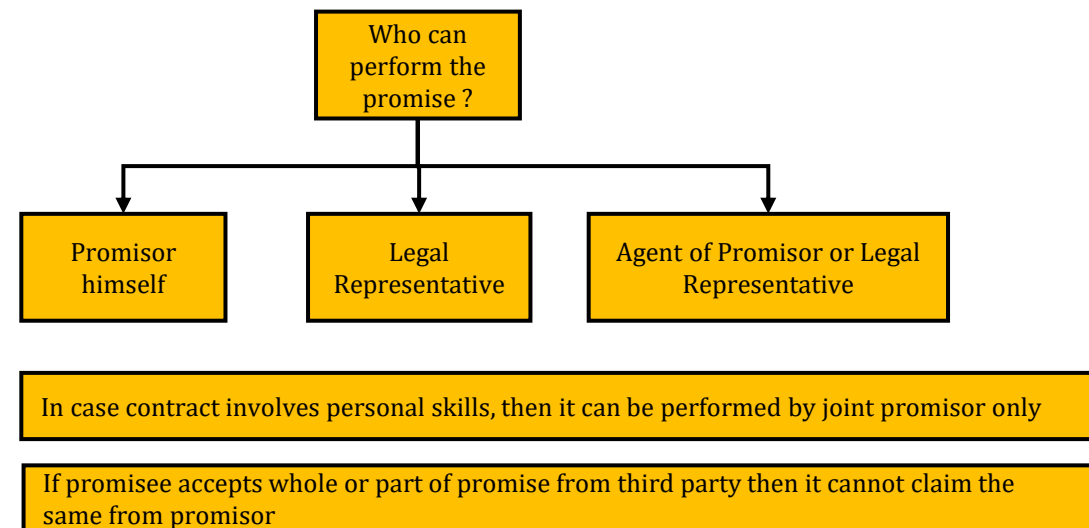 Who can
perform the
promise ?
Promisor
himself
Legal
Representative
Agent of Promisor or Legal
Representative
In case contract involves personal skills, then it can be performed by joint promisor only
If promisee accepts whole or part of promise from third party then it cannot claim the
same from promisor